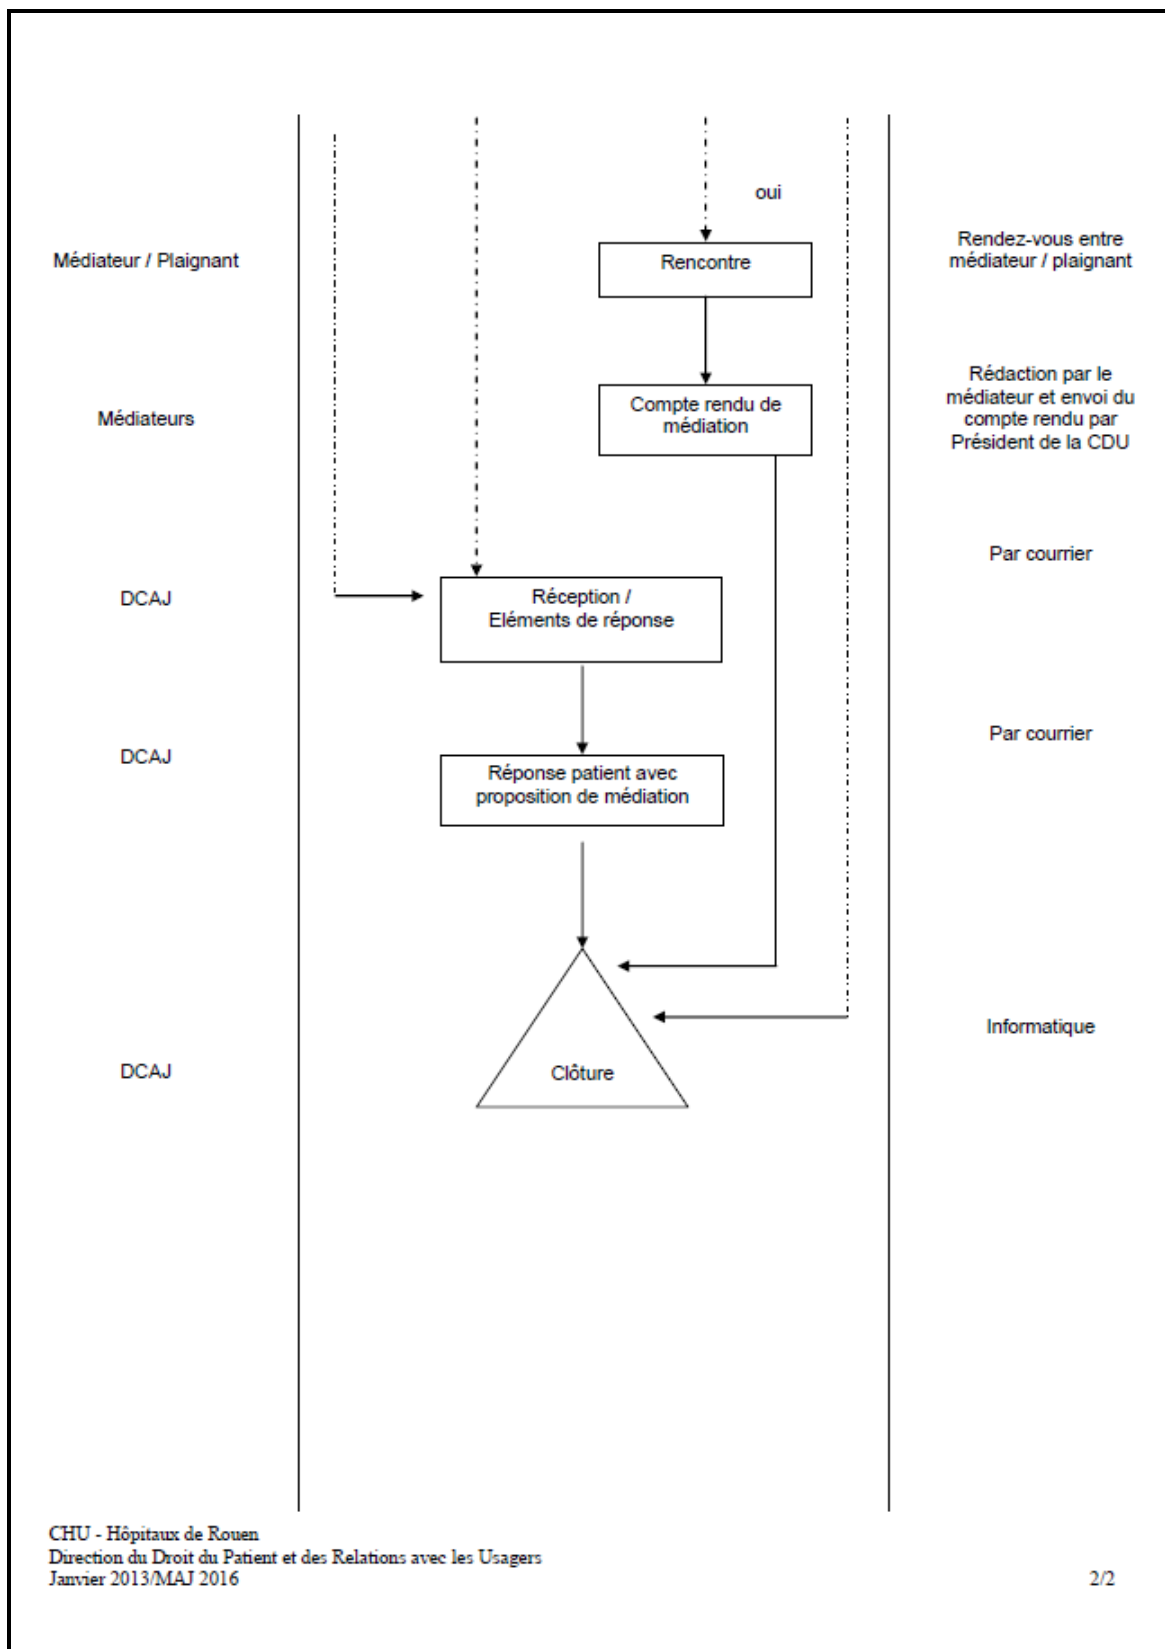 oui
Médiateur / Plaignant
Rencontre
Rendez-vous entre
médiateur / plaignant
Médiateurs
Compte rendu de
médiation
Rédaction par le
médiateur et envoi du
compte rendu par
Président de la CDU
Par courrier
DCAJ
Réception /
Eléments de réponse
Par courrier
DCAJ
Réponse patient avec
proposition de médiation
Informatique
DCAJ
Clôture
CHU - Hôpitaux de Rouen
Direction du Droit du Patient et des Relations avec les Usagers
Janvier 2013/MAJ 2016
2/2